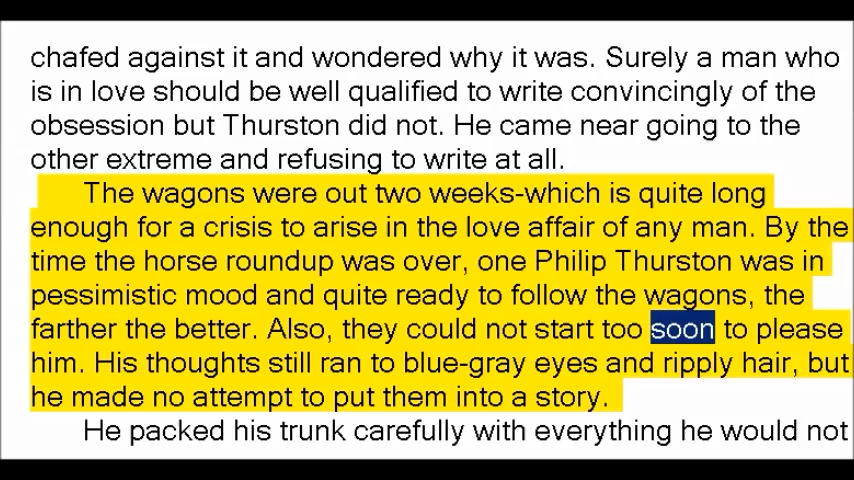 chafed against it and wondered why it was. Surely a man who
is in love should be well qualified to write convincingly of the
obsession but Thurston did not. He came near going to the
other extreme and refusing to write at all.
The wagons were out two weeks-which is quite long
enough for a crisis to arise in the love affair of any man. By the
time the horse roundup was over, one Philip Thurston was in
pessimistic mood and quite ready to follow the wagons, the
farther the better. Also, they could not start too soon to please
him. His thoughts still ran to blue-gray eyes and ripply hair, but
he made no attempt to put them into a story.
He packed his trunk carefully with everything he would not